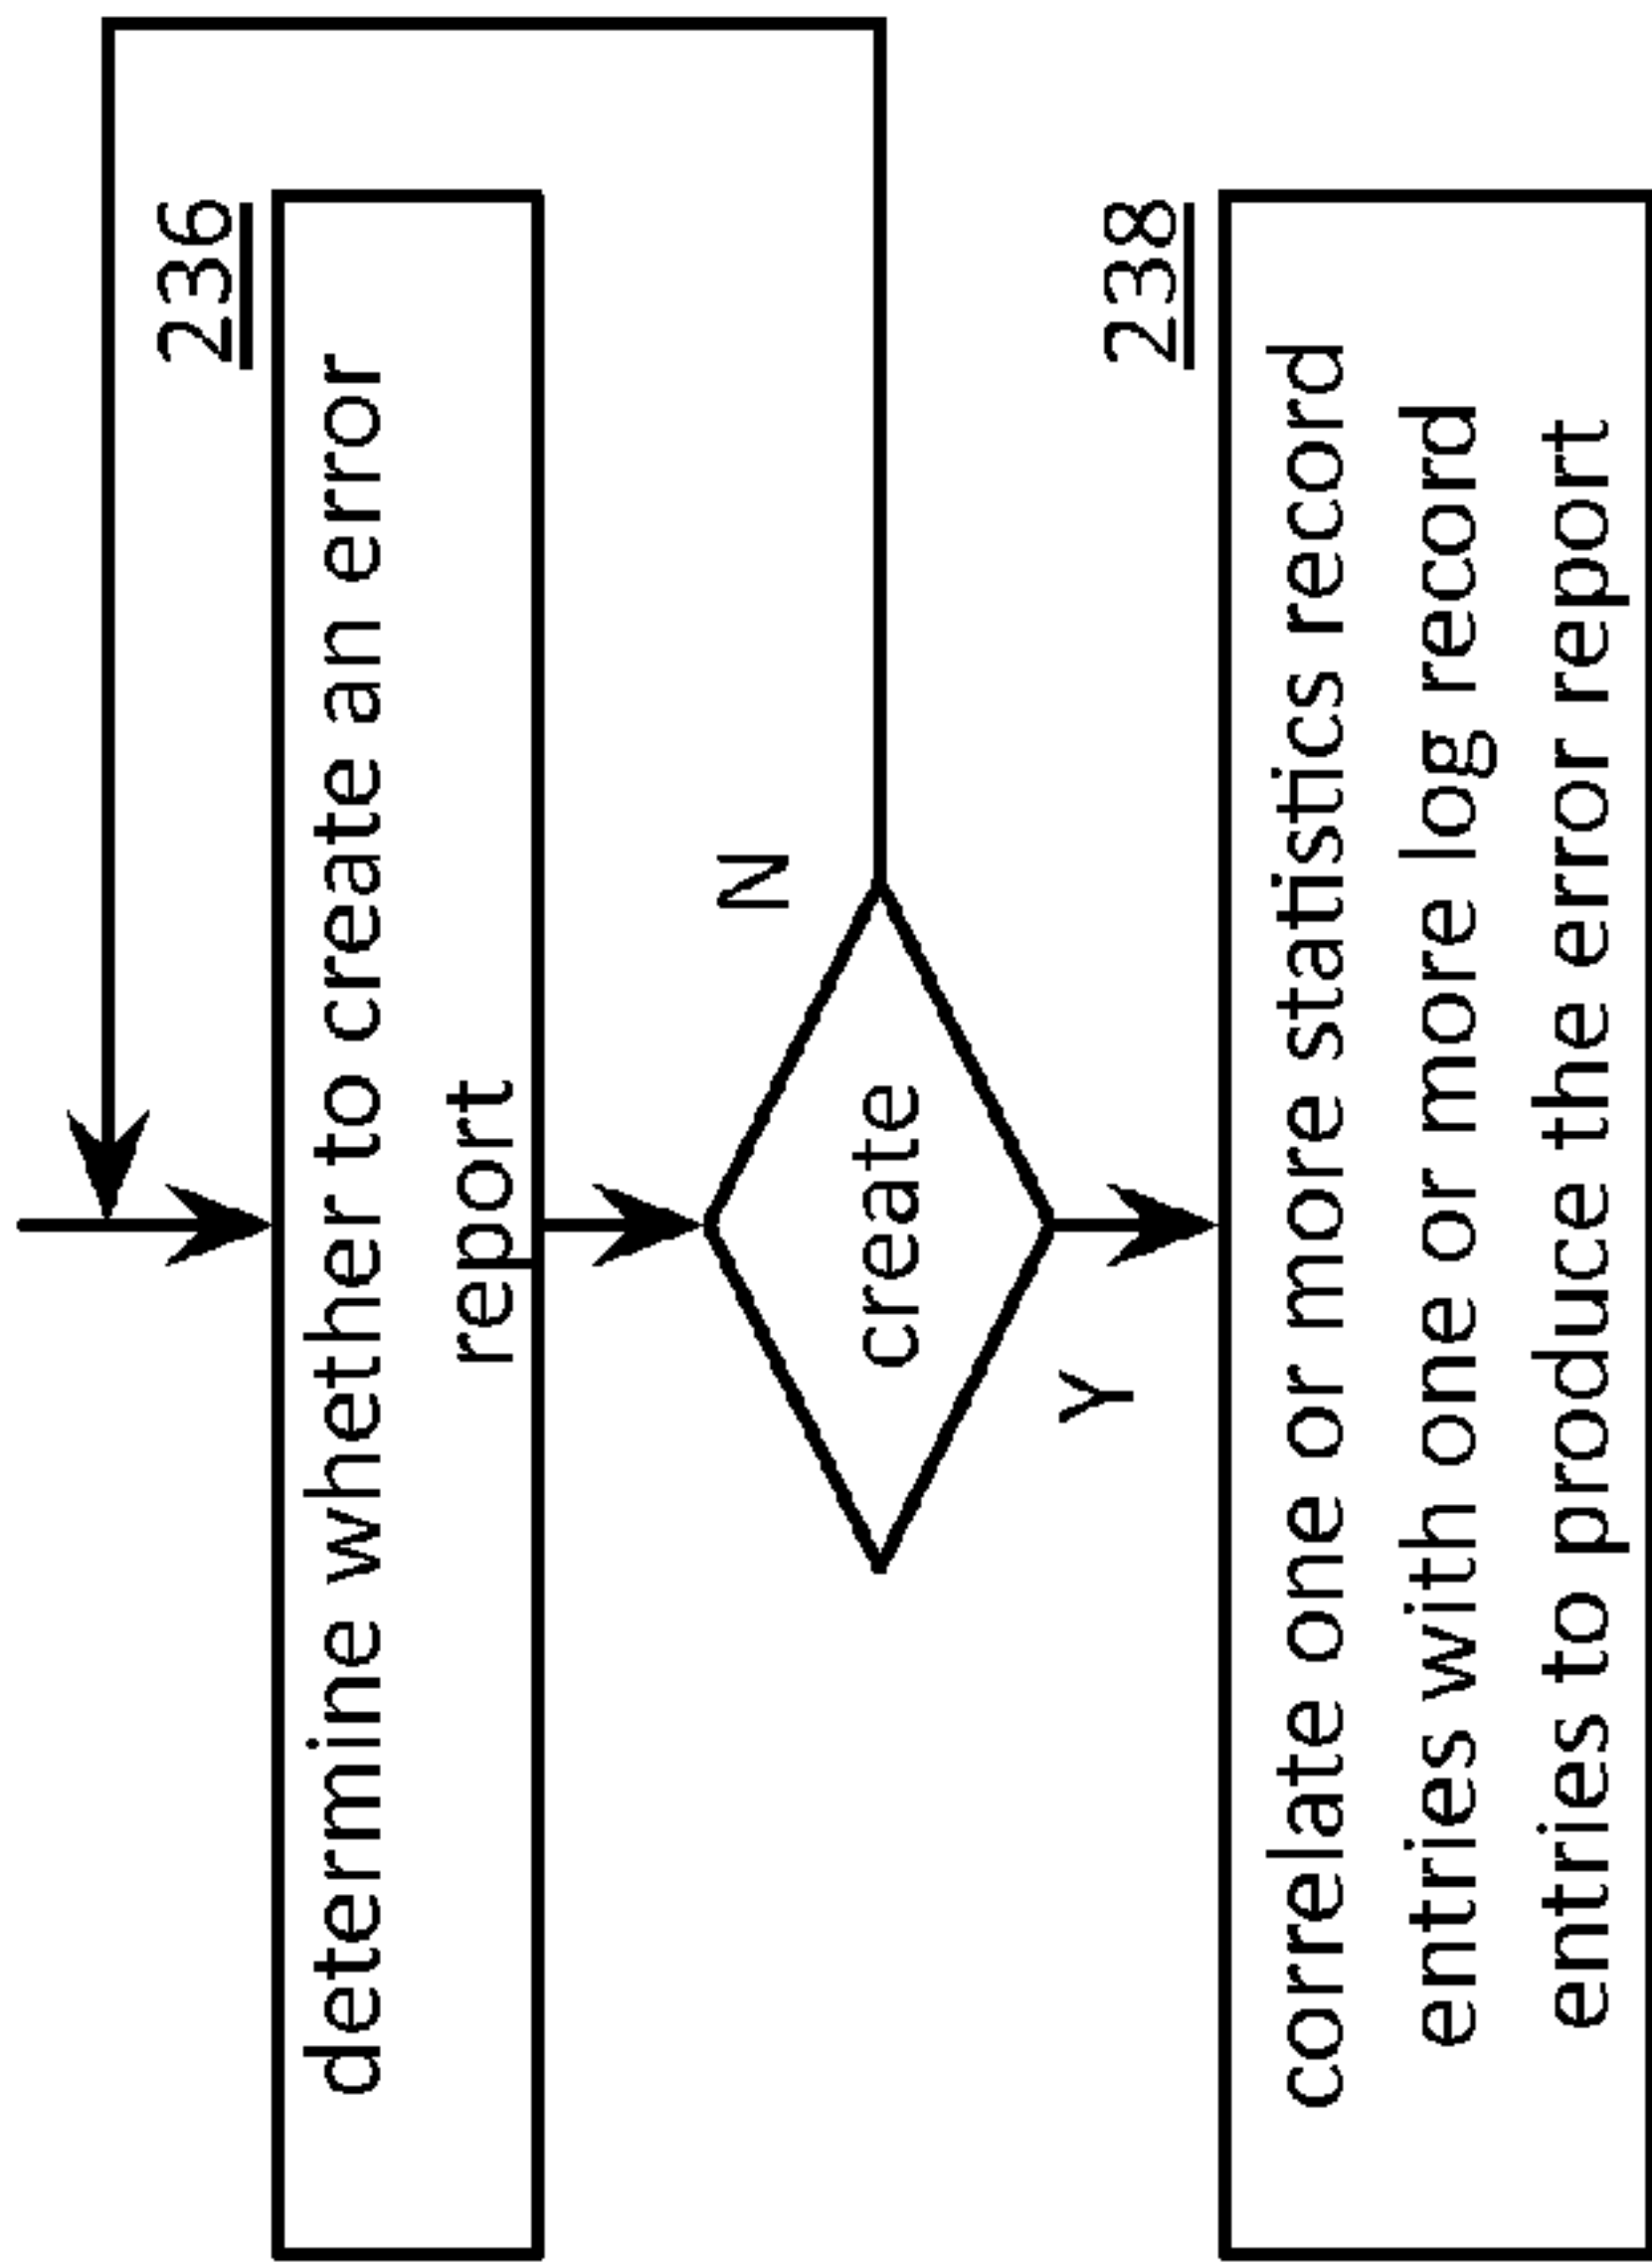 236
determine whether to create an error
report
N
create
Y
238
correlate one or more statistics record
entries with one or more log record
entries to produce the error report